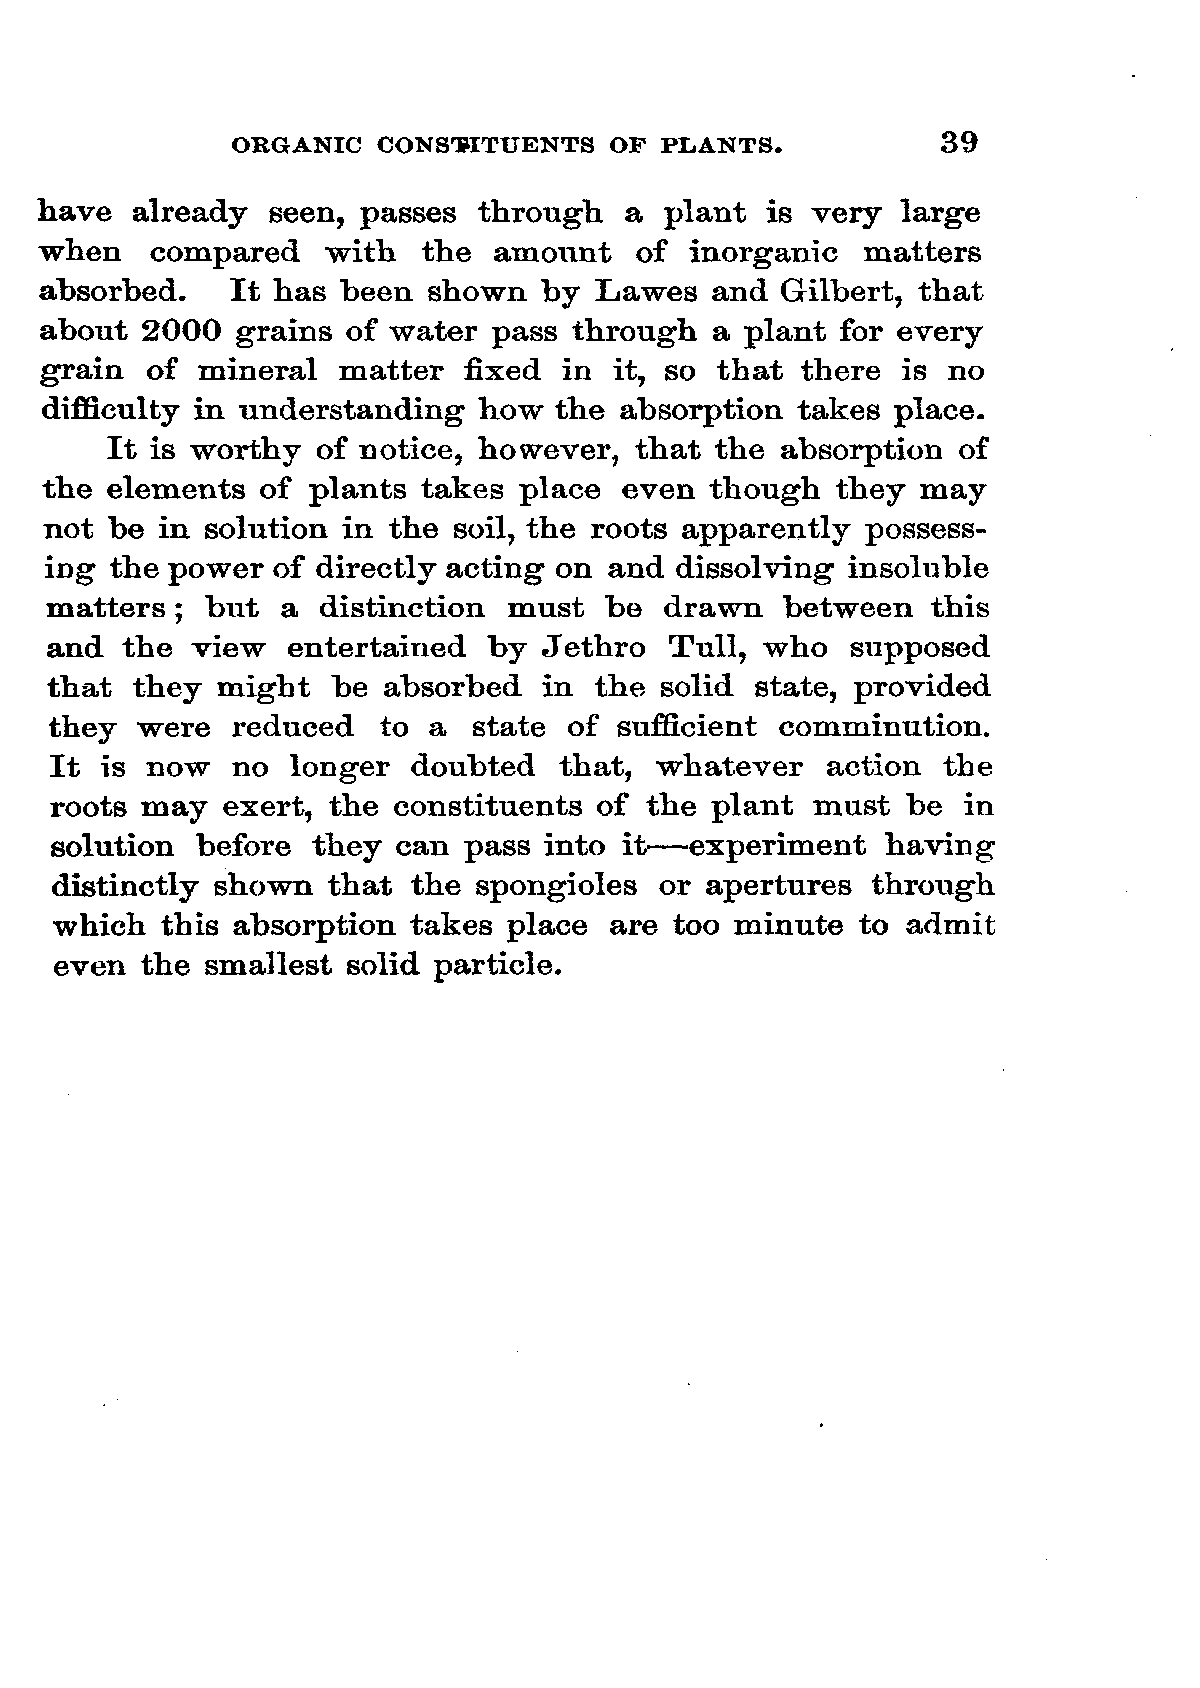 ORGANIC CONSTITUENTS OF PLANTS. 39
have already seen, passes through a plant is very large
when compared with the amount of inorganic matters
absorbed. It has been shown by Lawes and Gilbert, that
about 2000 grains of water pass through a plant for every
grain of mineral matter fixed in it, so that there is no
difficulty in understanding how the absorption takes place.
It is worthy of notice, however, that the absorption of
the elements of plants takes place even though they may
not be in solution in the soil, the roots apparently possess-
ing the power of directly acting on and dissolving insoluble
matters; but a distinction must be drawn between this
and the view entertained by Jethro Tull, who supposed
that they might be absorbed in the solid state, provided
they were reduced to a state of sufficient comminution.
It is now no longer doubted that, whatever action the
roots may exert, the constituents of the plant must be in
solution before they can pass into it—experiment having
distinctly shown that the spongioles or apertures through
which this absorption takes place are too minute to admit
even the smallest solid particle.